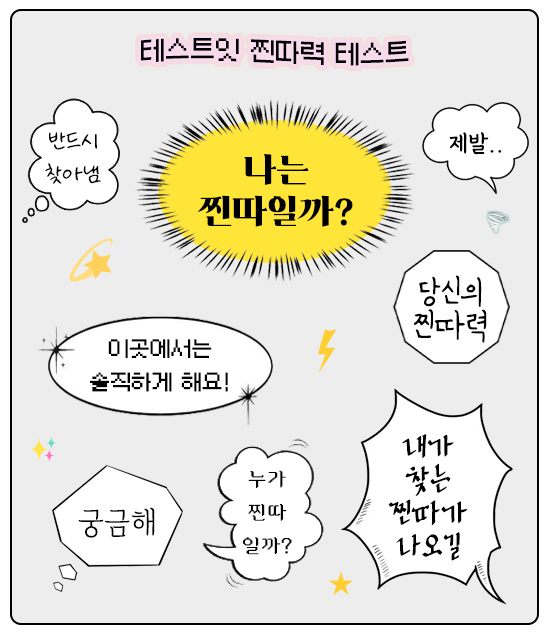 테스트잇 찐따력 테스트
반드시
찾아냄
나는
찐따일까?
제발..
당신의
찐따력
이곳에서는
솔직하게 해요!
궁금해
누가
찐따
일까?
내가
찾는
찐따가
나오길